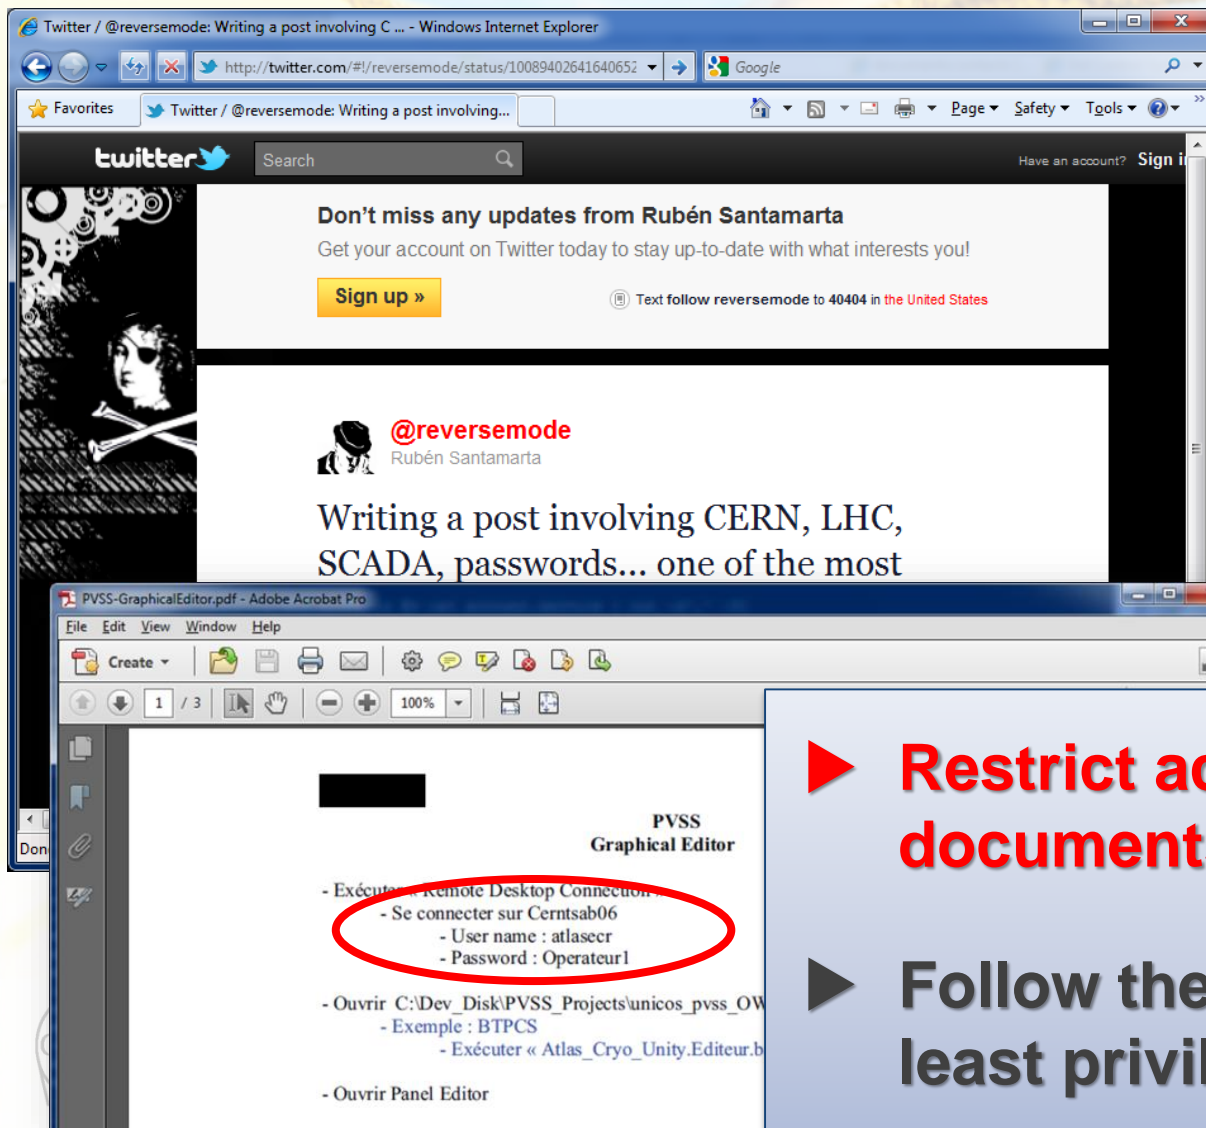 Twitter / @reversemode: Writing a post involving C ... - Windows Internet Explorer
http://twitter.com/#!/reversemode/status/10089402641640652
Google
Favorites
Twitter / @reversemode: Writing a post involving...
Page
Safety
Tools
twitter
Search
Have an account? Sign i
Don't miss any updates from Rubén Santamarta
Get your account on Twitter today to stay up-to-date with what interests you!
Sign up »
Text follow reversemode to 40404 in the United States
@reversemode
Rubén Santamarta
Writing a post involving CERN, LHC,
SCADA, passwords... one of the most
PVSS-GraphicalEditor.pdf - Adobe Acrobat Pro
File Edit View Window Help
Create
1 / 3
100%
Don
PVSS
Graphical Editor
- Exécuter « Remote Desktop Connection »
- Se connecter sur Cerntsab06
- User name : atlasecr
- Password : Operateur1
- Ouvrir C:\Dev_Disk\PVSS_Projects\unicos_pvss_OW
- Exemple : BTPCS
- Exécuter « Atlas_Cryo_Unity.Editeur.b
- Ouvrir Panel Editor
Restrict ac
document
Follow the
least privil